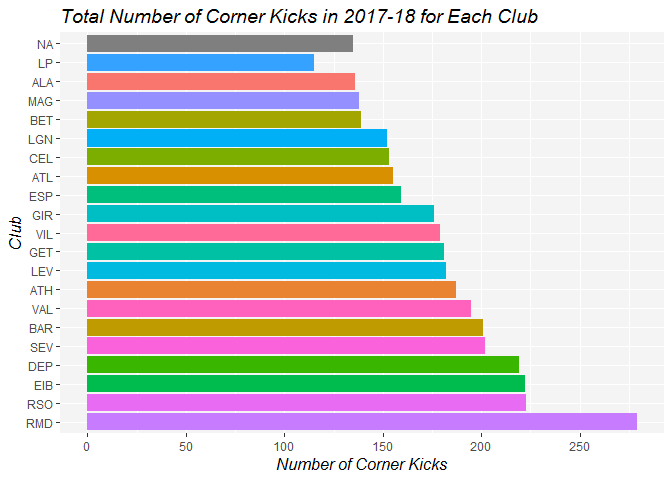 Total Number of Corner Kicks in 2017-18 for Each Club
Club
NA
LP
ALA
MAG
BET
LGN
CEL
ATL
ESP
GIR
VIL
GET
LEV
ATH
VAL
BAR
SEV
DEP
EIB
RSO
RMD
0 50 100 150 200 250
Number of Corner Kicks